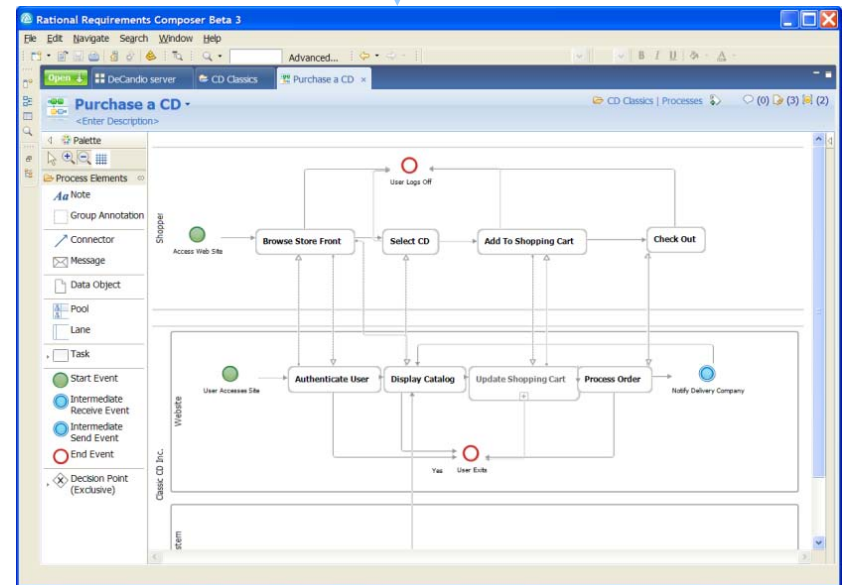 Rational Requirements Composer Beta 3
File Edit Navigate Search Window Help
Advanced...
B I U A
Open DeCandio server CD Classics Purchase a CD ×
Purchase a CD
<Enter Description>
CD Classics | Processes (0) (3) (2)
Palette
Process Elements
Aa Note
Group Annotation
Connector
Message
Data Object
Pool
Lane
Task
Start Event
Intermediate
Receive Event
Intermediate
Send Event
End Event
Decision Point
(Exclusive)
Shopper
User Logs Off
Access Web Site
Browse Store Front
Select CD
Add To Shopping Cart
Check Out
Classic CD Inc.
Website
User Accesses Site
Authenticate User
Display Catalog
Update Shopping Cart
Process Order
Notify Delivery Company
Yes
User Exits
stem